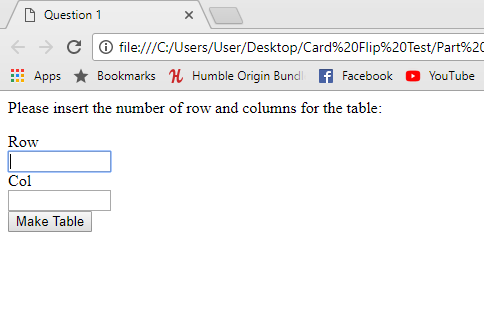 Question 1
file:///C:/Users/User/Desktop/Card%20Flip%20Test/Part%20
Apps Bookmarks Humble Origin Bundl Facebook YouTube
Please insert the number of row and columns for the table:
Row
Col
Make Table